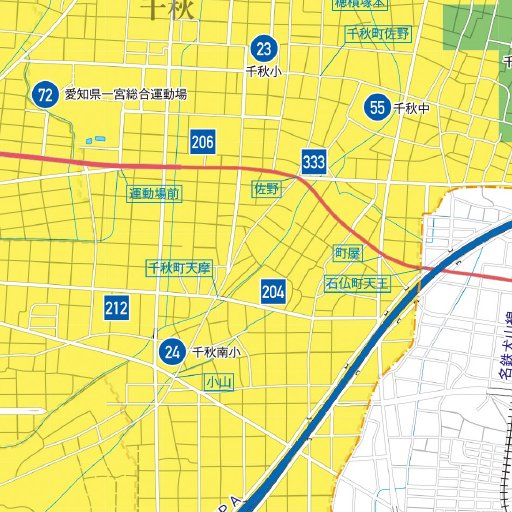 千秋
穂積塚本
千秋町佐野
23
千秋小
千
72
愛知県一宮総合運動場
55
千秋中
206
333
運動場前
佐野
町屋
千秋町天摩
石仏町天王
204
212
名鉄犬山線
24
千秋南小
小山
PA